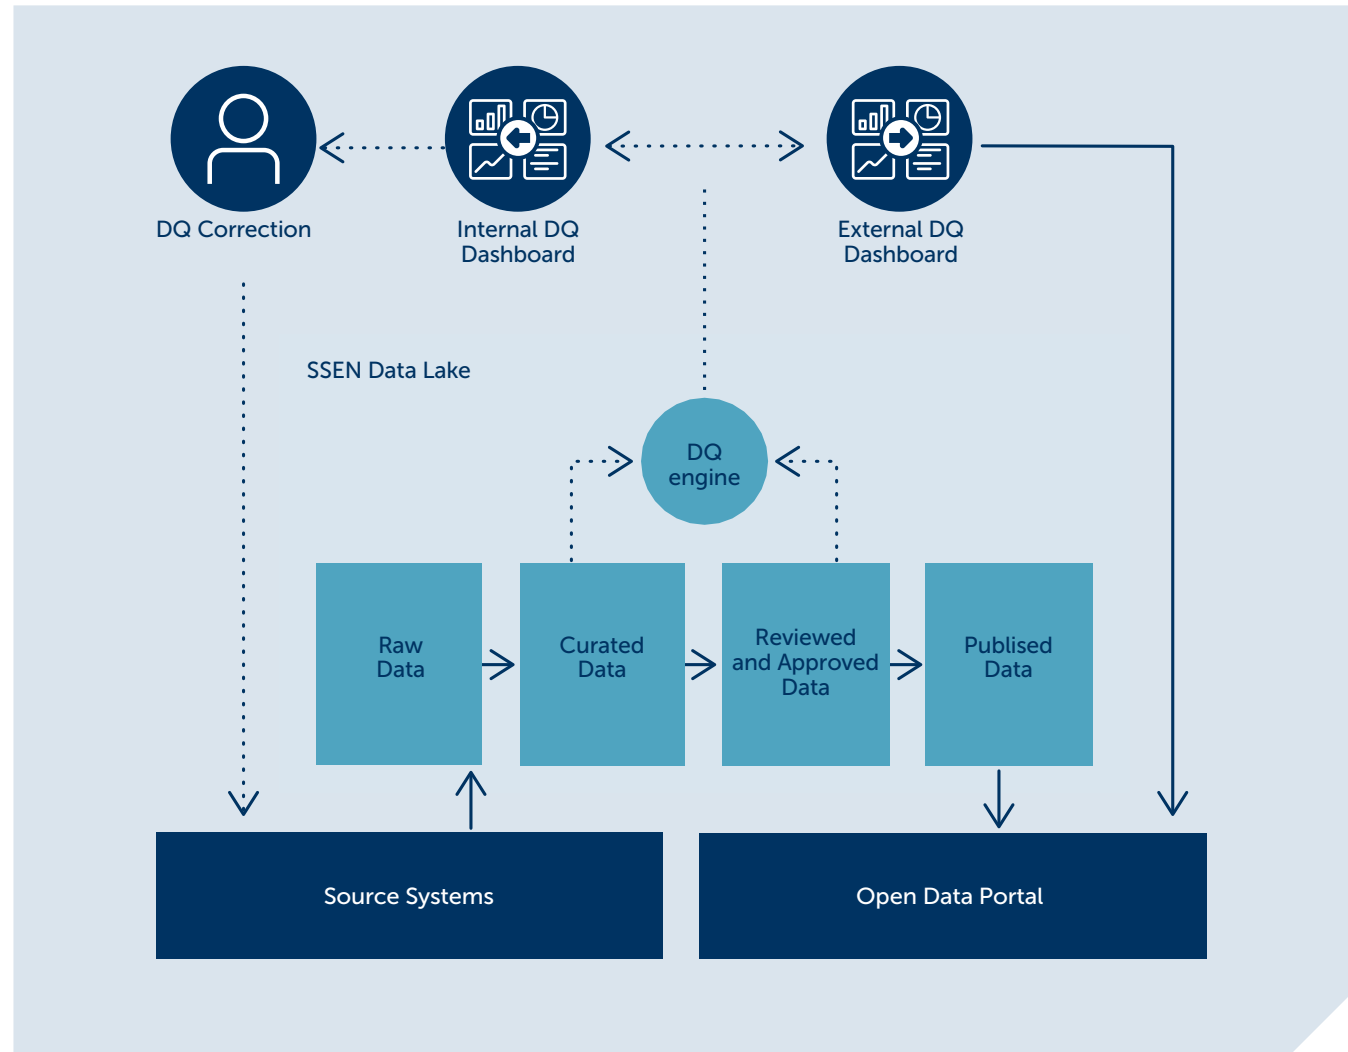 DQ Correction
Internal DQ
Dashboard
External DQ
Dashboard
SSEN Data Lake
DQ
engine
Raw
Data
Curated
Data
Reviewed
and Approved
Data
Publised
Data
Source Systems
Open Data Portal